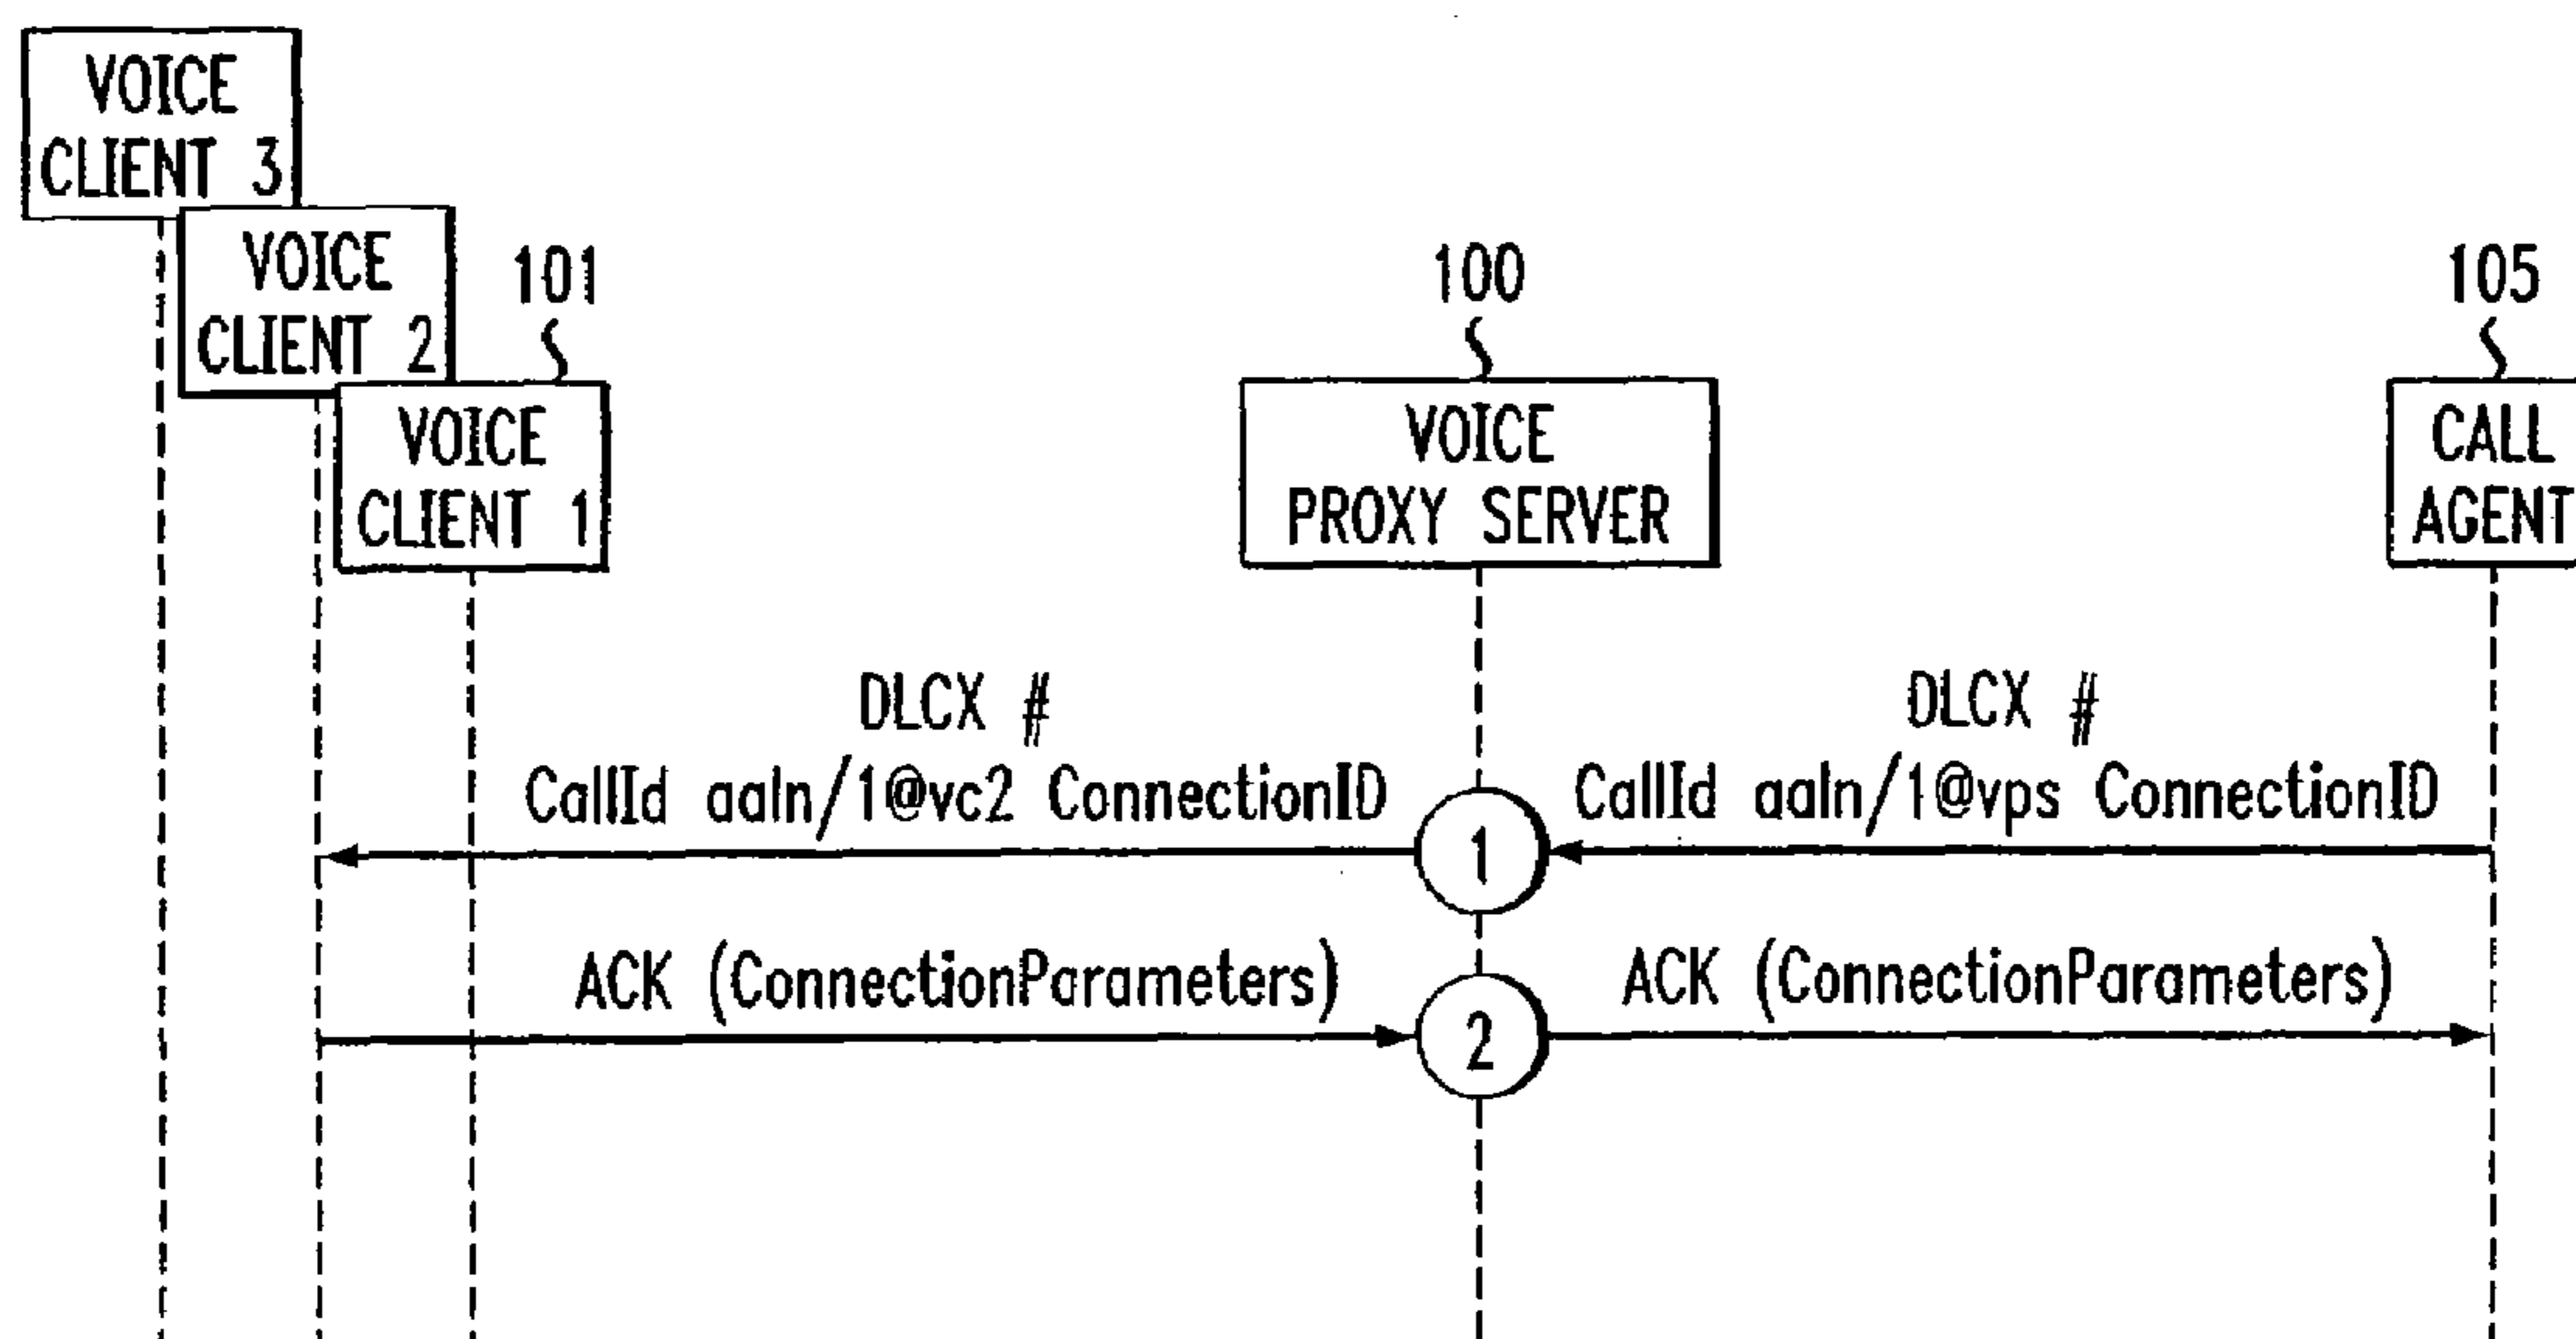 VOICE
CLIENT 3
VOICE
CLIENT 2
101
VOICE
CLIENT 1
100
VOICE
PROXY SERVER
105
CALL
AGENT
DLCX #
CallId aaln/1@vc2 ConnectionID
DLCX #
CallId aaln/1@vps ConnectionID
1
ACK (ConnectionParameters)
ACK (ConnectionParameters)
2